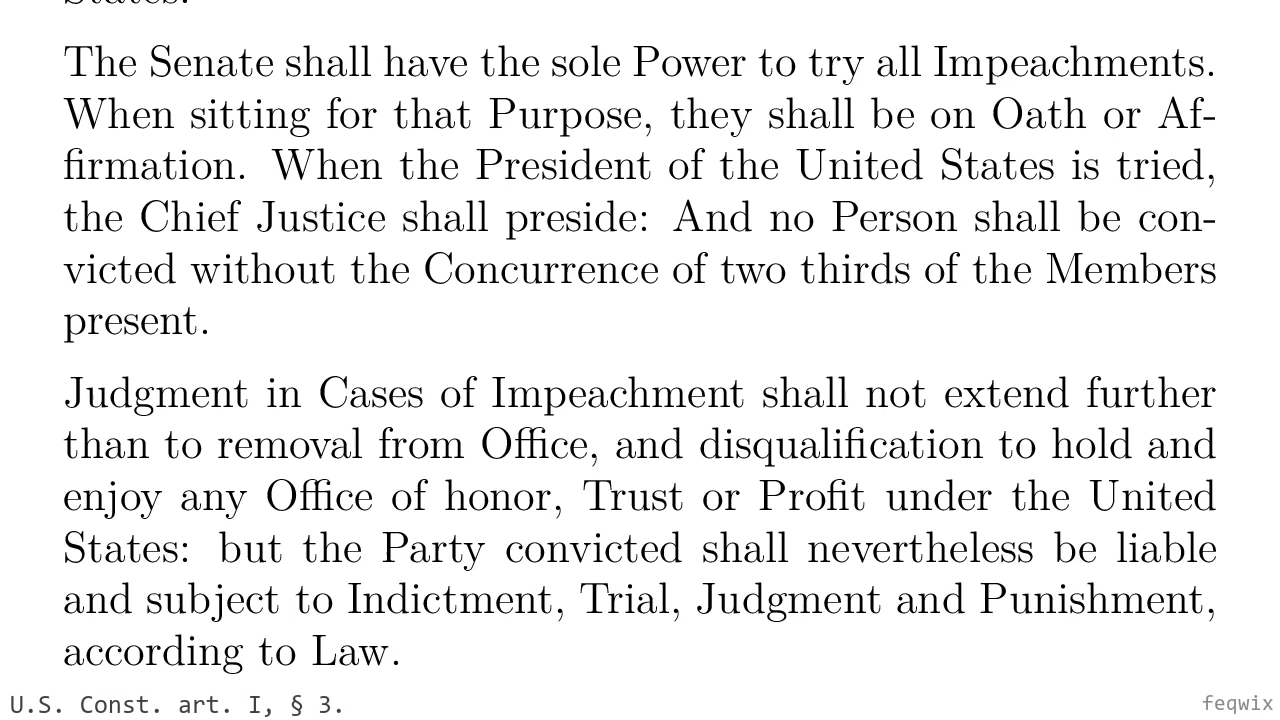 States.
The Senate shall have the sole Power to try all Impeachments.
When sitting for that Purpose, they shall be on Oath or Af-
firmation. When the President of the United States is tried,
the Chief Justice shall preside: And no Person shall be con-
victed without the Concurrence of two thirds of the Members
present.
Judgment in Cases of Impeachment shall not extend further
than to removal from Office, and disqualification to hold and
enjoy any Office of honor, Trust or Profit under the United
States: but the Party convicted shall nevertheless be liable
and subject to Indictment, Trial, Judgment and Punishment,
according to Law.
U.S. Const. art. I, § 3.
feqwix